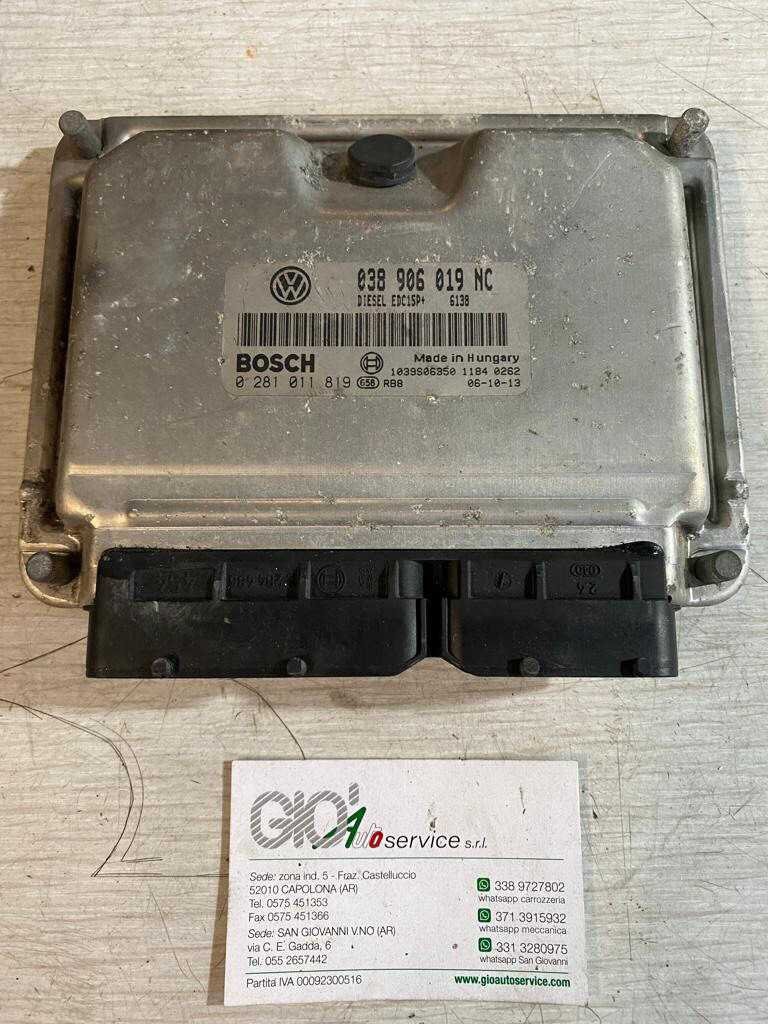 038 906 019 NC
DIESEL EDC15P+ 6138
BOSCH
Made in Hungary
1039S06350 1184 0262
0 281 011 819 G58 RBB 06-10-13
GIO' Autoservice s.r.l.
Sede: zona ind. 5 - Fraz. Castelluccio
52010 CAPOLONA (AR)
Tel. 0575 451353
Fax 0575 451366
Sede: SAN GIOVANNI V.NO (AR)
via C. E. Gadda, 6
Tel. 055 2657442
Partita IVA 00092300516
338 9727802
whatsapp carrozzeria
371 3915932
whatsapp meccanica
331 3280975
whatsapp San Giovanni
www.gioautoservice.com